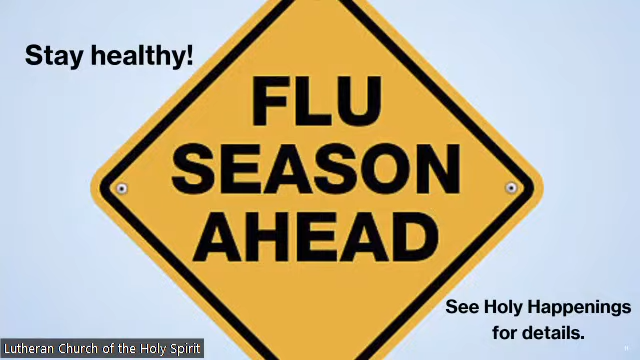 Stay healthy!
FLU
SEASON
AHEAD
See Holy Happenings
for details.
Lutheran Church of the Holy Spirit